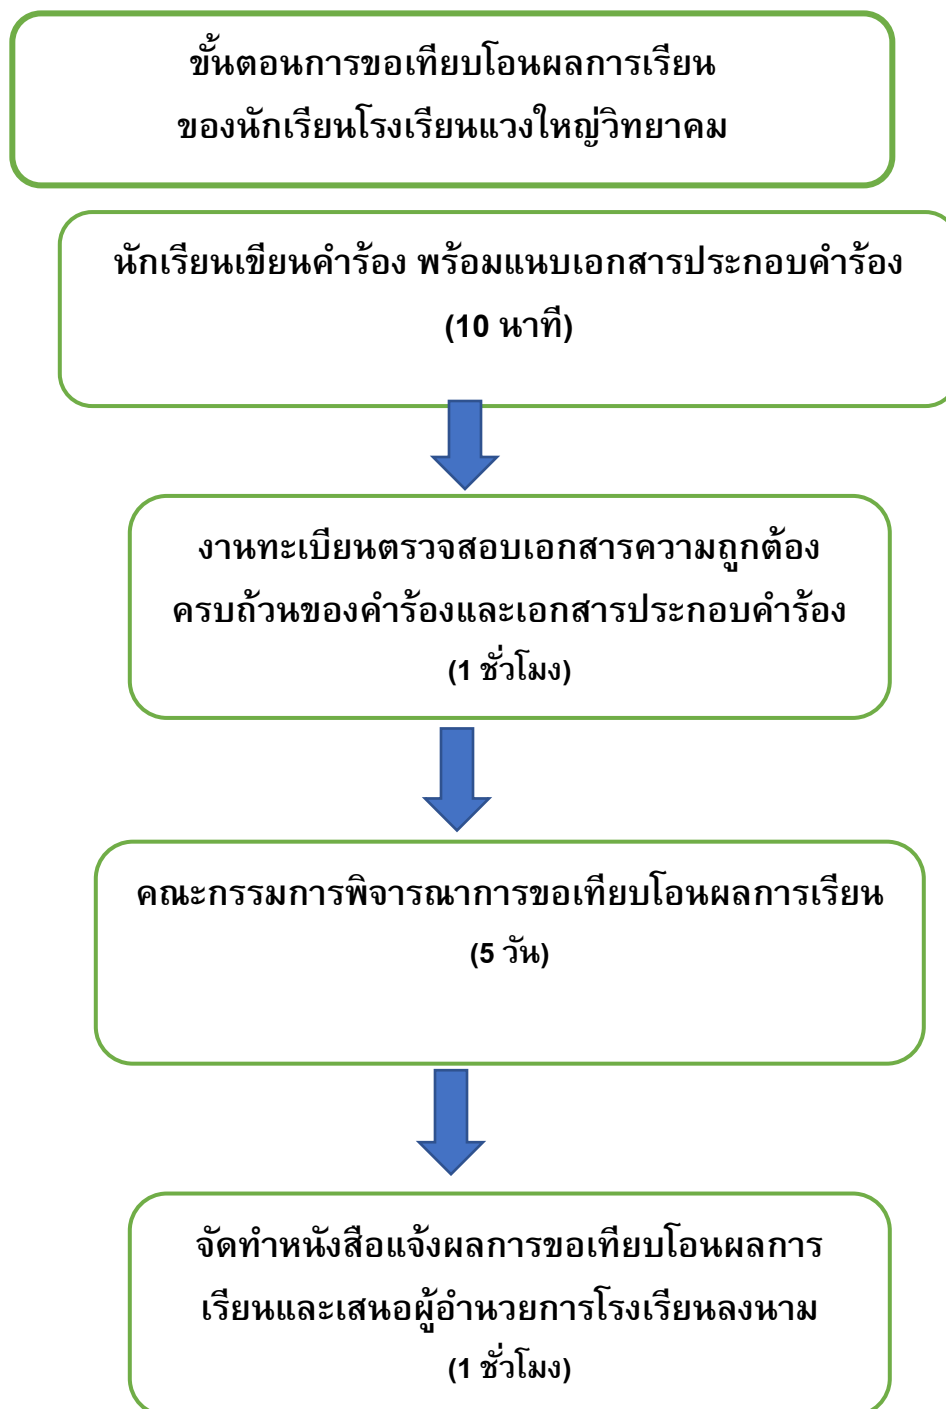 ขั้นตอนการขอเทียบโอนผลการเรียน
ของนักเรียนโรงเรียนแวงใหญ่วิทยาคม
นักเรียนเขียนคำร้อง พร้อมแนบเอกสารประกอบคำร้อง
(10 นาที)
งานทะเบียนตรวจสอบเอกสารความถูกต้อง
ครบถ้วนของคำร้องและเอกสารประกอบคำร้อง
(1 ชั่วโมง)
คณะกรรมการพิจารณาการขอเทียบโอนผลการเรียน
(5 วัน)
จัดทำหนังสือแจ้งผลการขอเทียบโอนผลการ
เรียนและเสนอผู้อำนวยการโรงเรียนลงนาม
(1 ชั่วโมง)